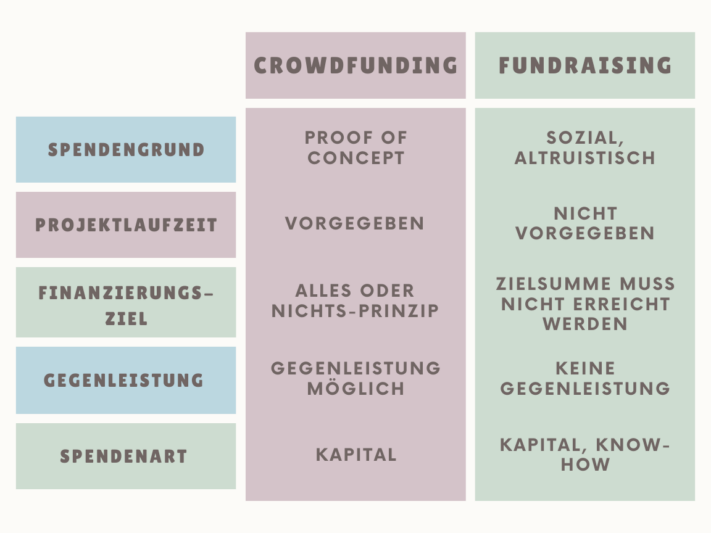 CROWDFUNDING
FUNDRAISING
SPENDENGRUND
PROOF OF
CONCEPT
SOZIAL,
ALTRUISTISCH
PROJEKTLAUFZEIT
VORGEGEBEN
NICHT
VORGEGEBEN
FINANZIERUNGS-
ZIEL
ALLES ODER
NICHTS-PRINZIP
ZIELSUMME MUSS
NICHT ERREICHT
WERDEN
GEGENLEISTUNG
GEGENLEISTUNG
MÖGLICH
KEINE
GEGENLEISTUNG
SPENDENART
KAPITAL
KAPITAL, KNOW-
HOW